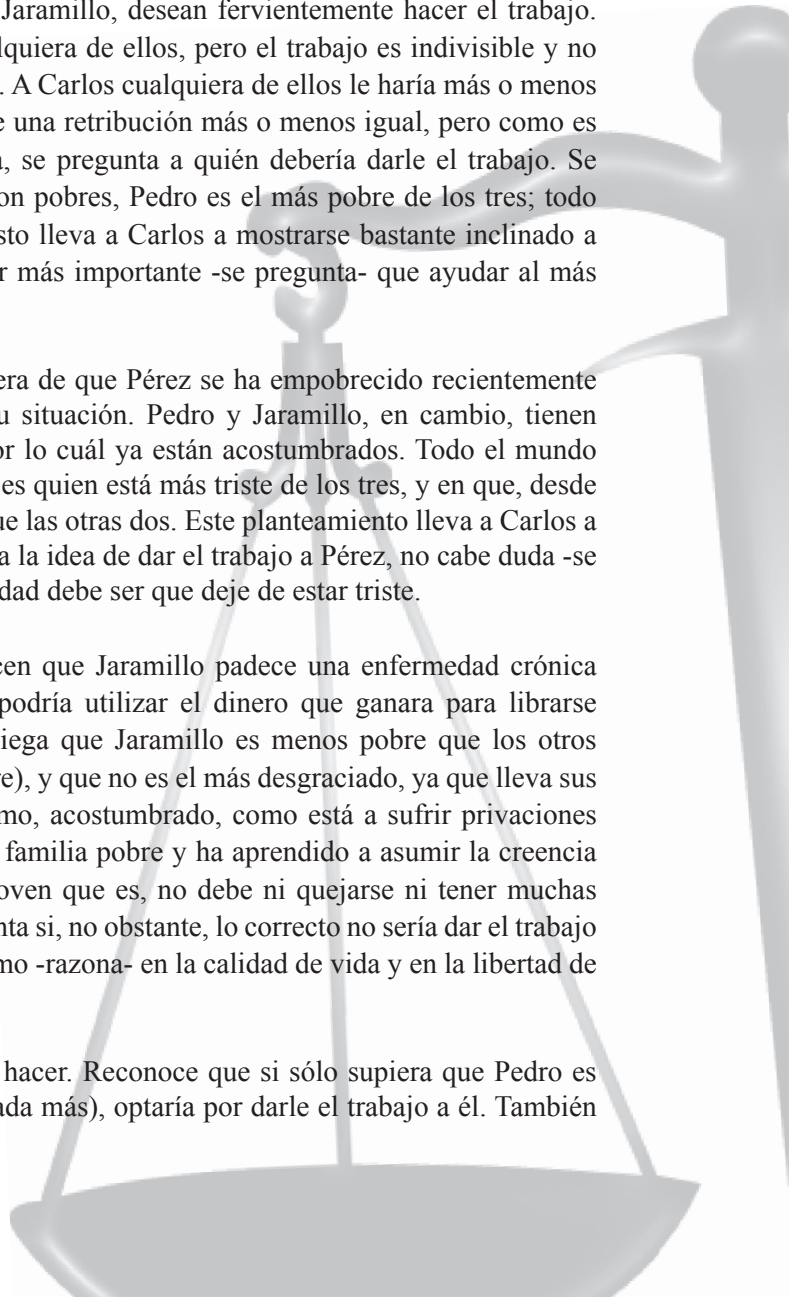 Jaramillo, desean fervientemente hacer el trabajo.
lquiera de ellos, pero el trabajo es indivisible y no
. A Carlos cualquiera de ellos le haría más o menos
e una retribución más o menos igual, pero como es
, se pregunta a quién debería darle el trabajo. Se
on pobres, Pedro es el más pobre de los tres; todo
sto lleva a Carlos a mostrarse bastante inclinado a
r más importante -se pregunta- que ayudar al más
era de que Pérez se ha empobrecido recientemente
u situación. Pedro y Jaramillo, en cambio, tienen
or lo cuál ya están acostumbrados. Todo el mundo
es quien está más triste de los tres, y en que, desde
ue las otras dos. Este planteamiento lleva a Carlos a
a la idea de dar el trabajo a Pérez, no cabe duda -se
dad debe ser que deje de estar triste.
cen que Jaramillo padece una enfermedad crónica
podría utilizar el dinero que ganara para librarse
iega que Jaramillo es menos pobre que los otros
re), y que no es el más desgraciado, ya que lleva sus
mo, acostumbrado, como está a sufrir privaciones
familia pobre y ha aprendido a asumir la creencia
oven que es, no debe ni quejarse ni tener muchas
nta si, no obstante, lo correcto no sería dar el trabajo
mo -razona- en la calidad de vida y en la libertad de
hacer. Reconoce que si sólo supiera que Pedro es
ada más), optaría por darle el trabajo a él. También